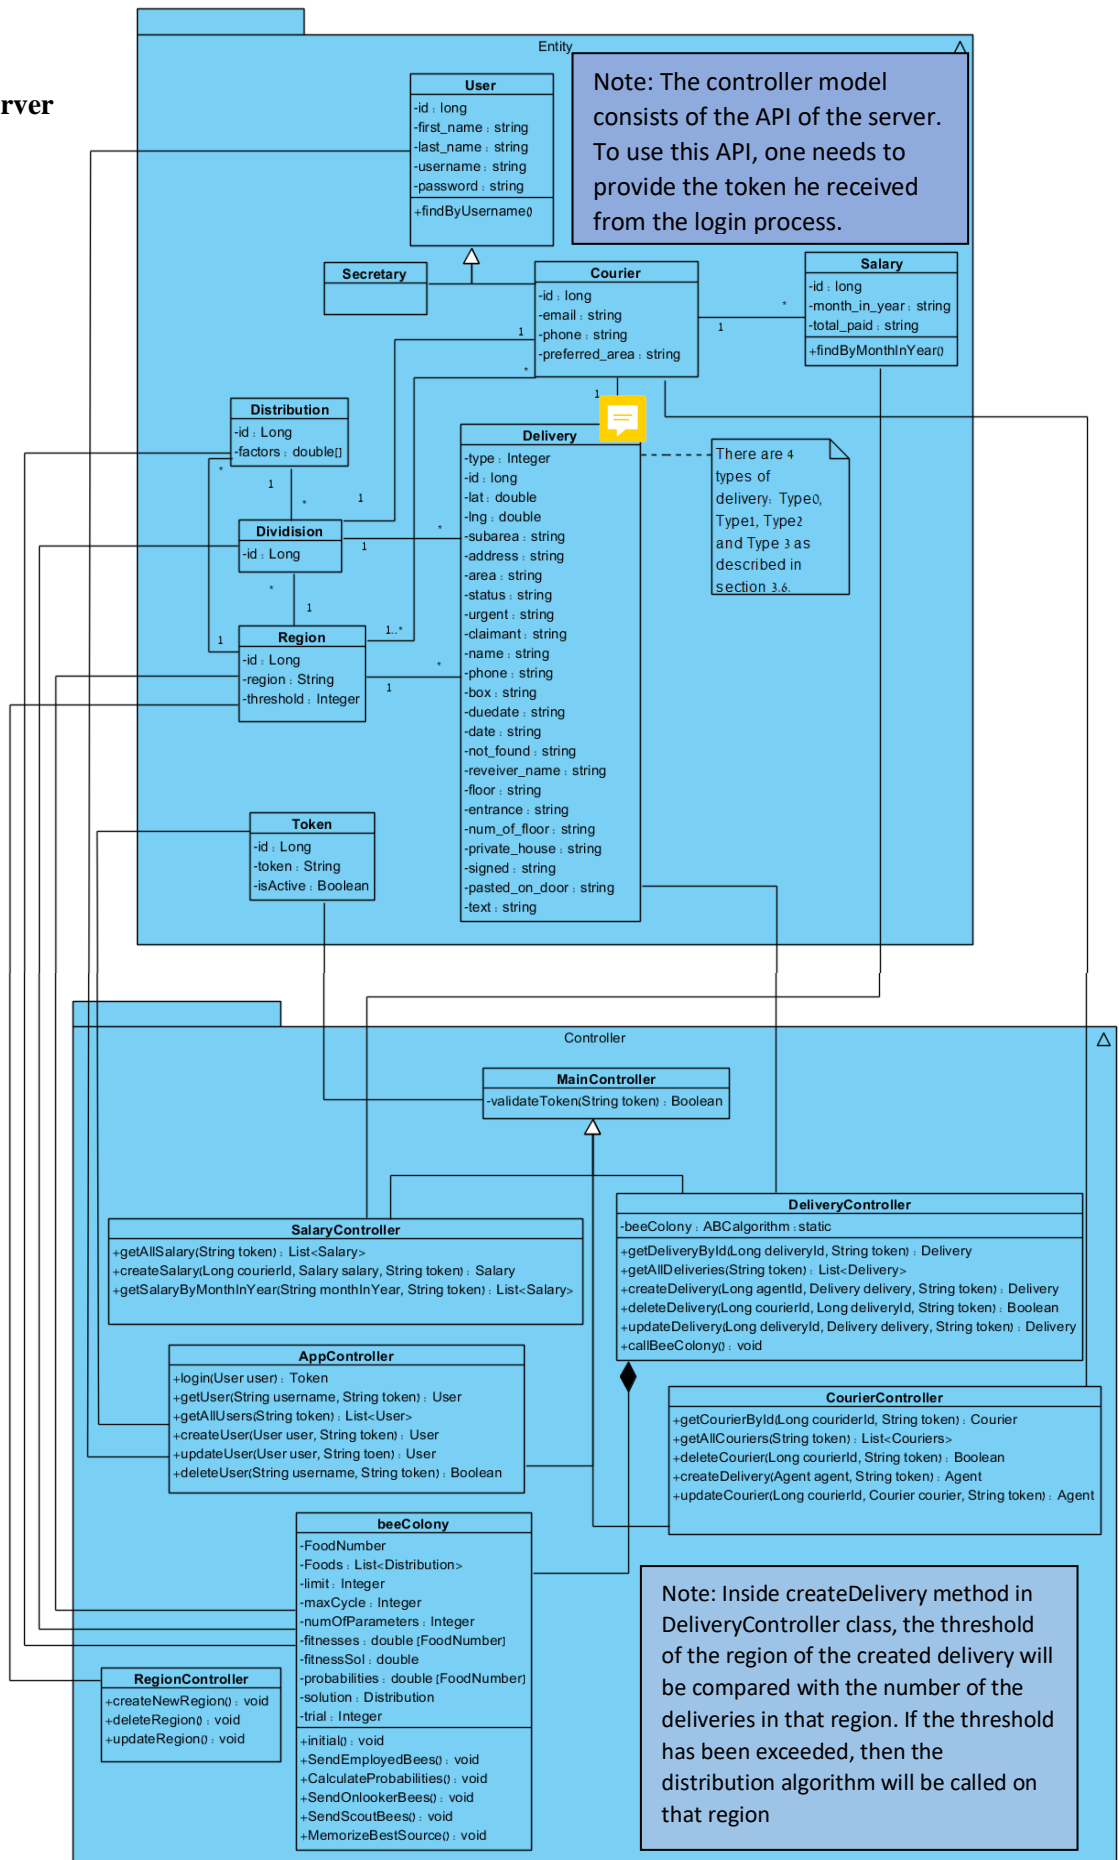 rver
Entity
Note: The controller model
consists of the API of the server.
To use this API, one needs to
provide the token he received
from the login process.
User
-id : long
-first_name : string
-last_name : string
-username : string
-password : string
+findByUsername()
Secretary
Courier
-id : long
-email : string
-phone : string
-preferred_area : string
Salary
-id : long
-month_in_year : string
-total_paid : string
+findByMonthInYear()
*
1
1
*
1
Distribution
-id : Long
-factors : double[]
*
1
*
1
Dividision
-id : Long
1
*
*
1
1
1..*
Region
-id : Long
-region : String
-threshold : Integer
*
1
Delivery
-type : Integer
-id : long
-lat : double
-lng : double
-subarea : string
-address : string
-area : string
-status : string
-urgent : string
-claimant : string
-name : string
-phone : string
-box : string
-duedate : string
-date : string
-not_found : string
-reveiver_name : string
-floor : string
-entrance : string
-num_of_floor : string
-private_house : string
-signed : string
-pasted_on_door : string
-text : string
There are 4
types of
delivery: Type0,
Type1, Type2
and Type 3 as
described in
section 3.6.
Token
-id : Long
-token : String
-isActive : Boolean
Controller
MainController
-validateToken(String token) : Boolean
SalaryController
+getAllSalary(String token) : List<Salary>
+createSalary(Long courierId, Salary salary, String token) : Salary
+getSalaryByMonthInYear(String monthInYear, String token) : List<Salary>
DeliveryController
-beeColony : ABCalgorithm : static
+getDeliveryById(Long deliveryId, String token) : Delivery
+getAllDeliveries(String token) : List<Delivery>
+createDelivery(Long agentId, Delivery delivery, String token) : Delivery
+deleteDelivery(Long courierId, Long deliveryId, String token) : Boolean
+updateDelivery(Long deliveryId, Delivery delivery, String token) : Delivery
+callBeeColony() : void
AppController
+login(User user) : Token
+getUser(String username, String token) : User
+getAllUsers(String token) : List<User>
+createUser(User user, String token) : User
+updateUser(User user, String toen) : User
+deleteUser(String username, String token) : Boolean
CourierController
+getCourierById(Long couriderId, String token) : Courier
+getAllCouriers(String token) : List<Couriers>
+deleteCourier(Long courierId, String token) : Boolean
+createDelivery(Agent agent, String token) : Agent
+updateCourier(Long courierId, Courier courier, String token) : Agent
beeColony
-FoodNumber
-Foods : List<Distribution>
-limit : Integer
-maxCycle : Integer
-numOfParameters : Integer
-fitnesses : double [FoodNumber]
-fitnessSol : double
-probabilities : double [FoodNumber]
-solution : Distribution
-trial : Integer
+initial() : void
+SendEmployedBees() : void
+CalculateProbabilities() : void
+SendOnlookerBees() : void
+SendScoutBees() : void
+MemorizeBestSource() : void
RegionController
+createNewRegion() : void
+deleteRegion() : void
+updateRegion() : void
Note: Inside createDelivery method in
DeliveryController class, the threshold
of the region of the created delivery will
be compared with the number of the
deliveries in that region. If the threshold
has been exceeded, then the
distribution algorithm will be called on
that region